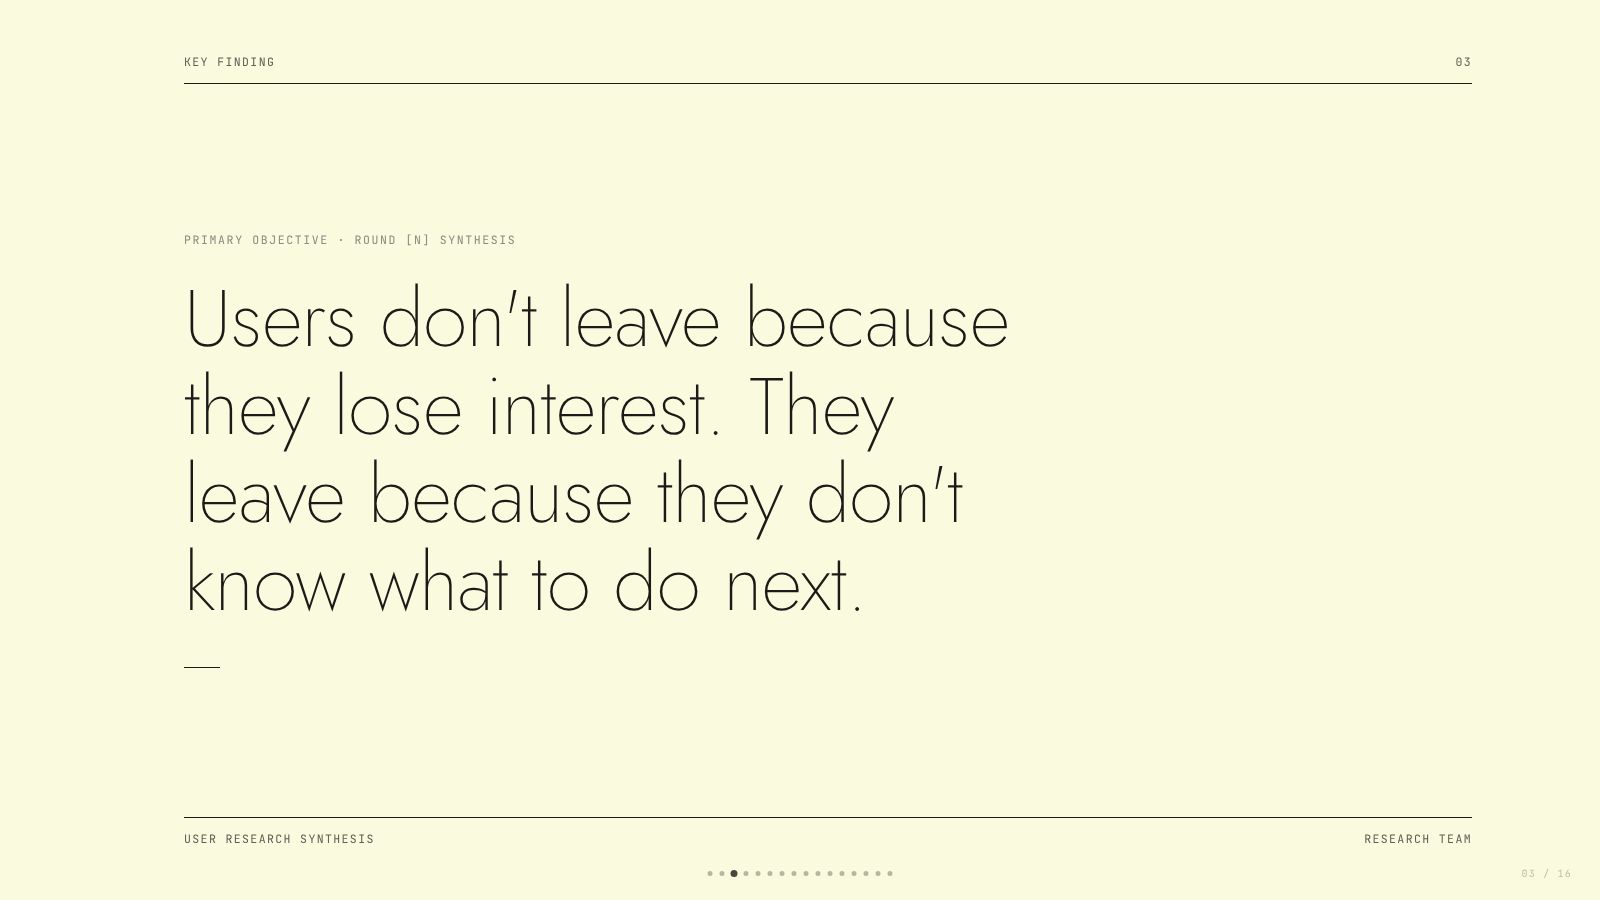 KEY FINDING
03
PRIMARY OBJECTIVE · ROUND [N] SYNTHESIS
Users don't leave because
they lose interest. They
leave because they don't
know what to do next.
USER RESEARCH SYNTHESIS
RESEARCH TEAM
03 / 16